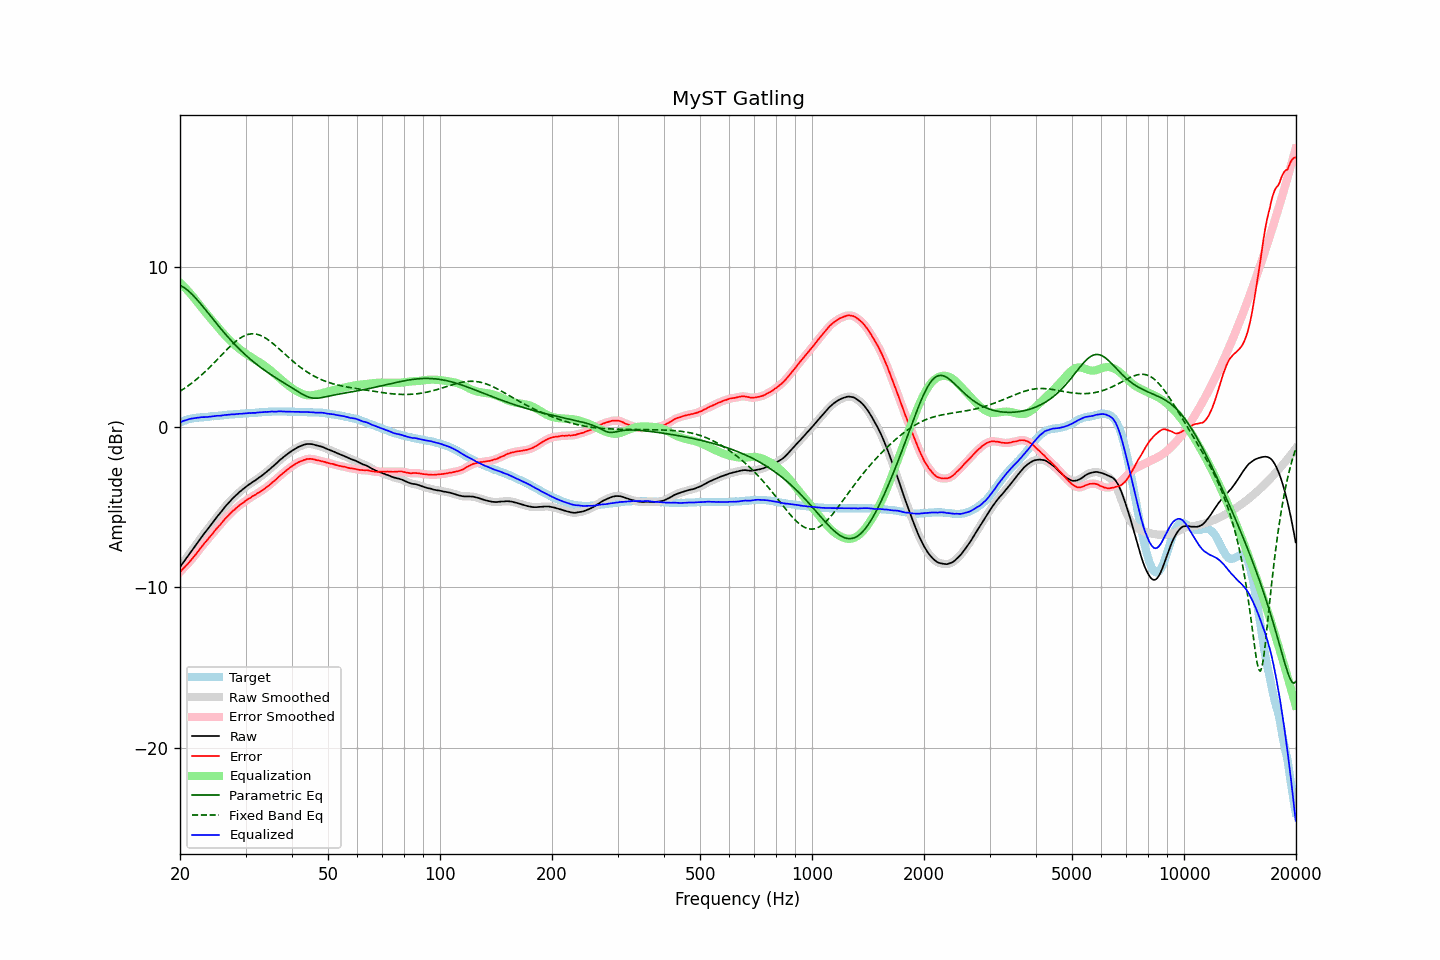 MyST Gatling
Amplitude (dBr)
10
0
−10
−20
Target
Raw Smoothed
Error Smoothed
Raw
Error
Equalization
Parametric Eq
Fixed Band Eq
Equalized
20 50 100 200 500 1000 2000 5000 10000 20000
Frequency (Hz)